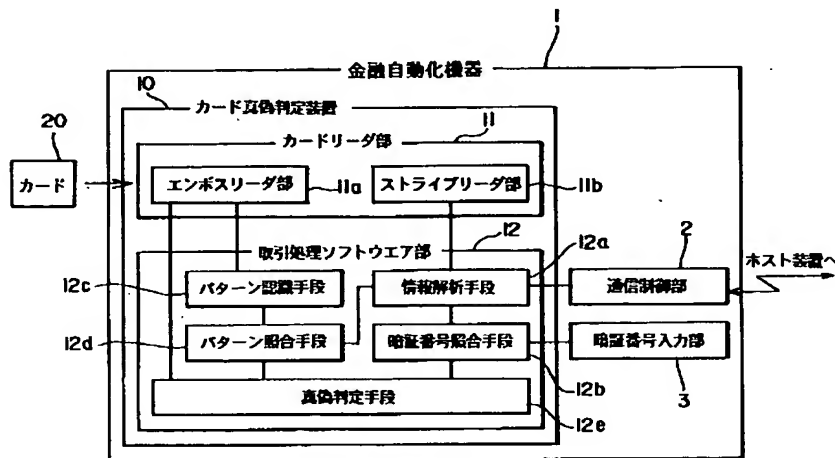 1
金融自動化機器
10
カード真偽判定装置
20
カード
11
カードリーダ部
エンボスリーダ部
11a
ストライプリーダ部
11b
12
取引処理ソフトウエア部
12a
2
ホスト装置へ
12c
パターン認識手段
情報解析手段
通信制御部
12d
パターン照合手段
暗証番号照合手段
暗証番号入力部
12b
3
真偽判定手段
12e